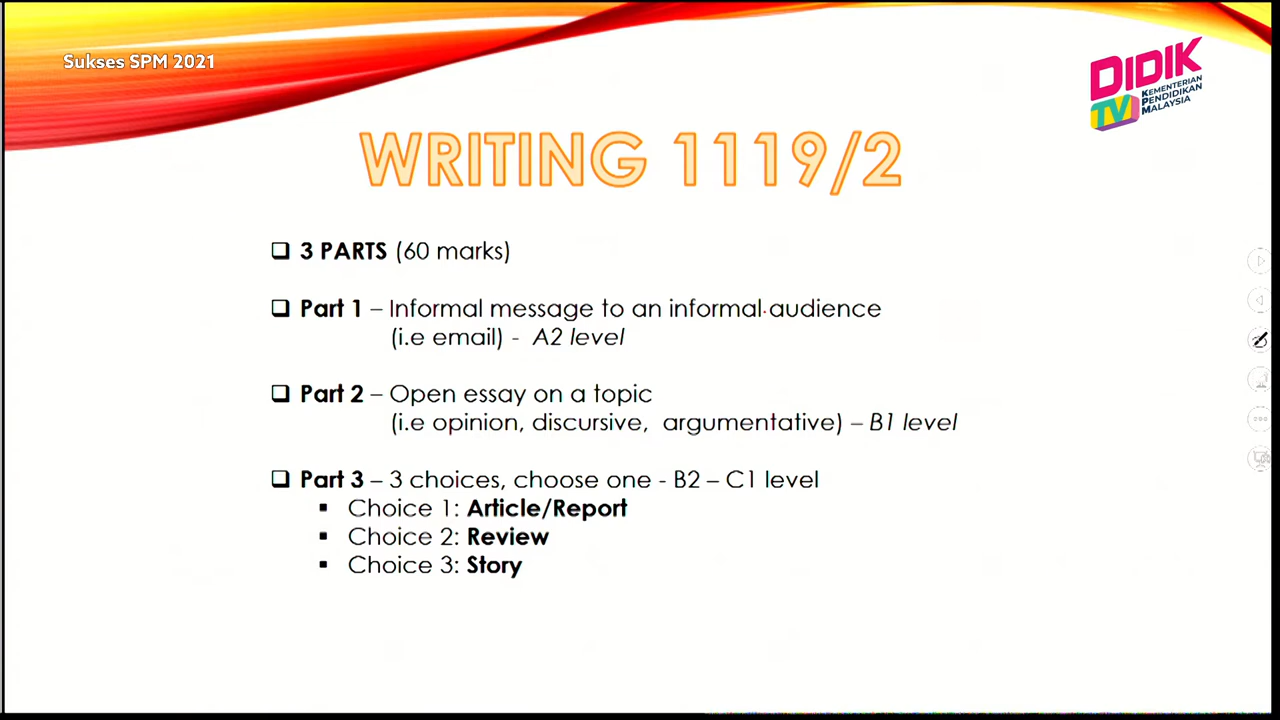 Sukses SPM 2021
DIDIK
TV
KEMENTERIAN
PENDIDIKAN
MALAYSIA
WRITING 1119/2
❑ 3 PARTS (60 marks)
❑ Part 1 – Informal message to an informal audience
(i.e email) - A2 level
❑ Part 2 – Open essay on a topic
(i.e opinion, discursive, argumentative) – B1 level
❑ Part 3 – 3 choices, choose one - B2 – C1 level
▪ Choice 1: Article/Report
▪ Choice 2: Review
▪ Choice 3: Story